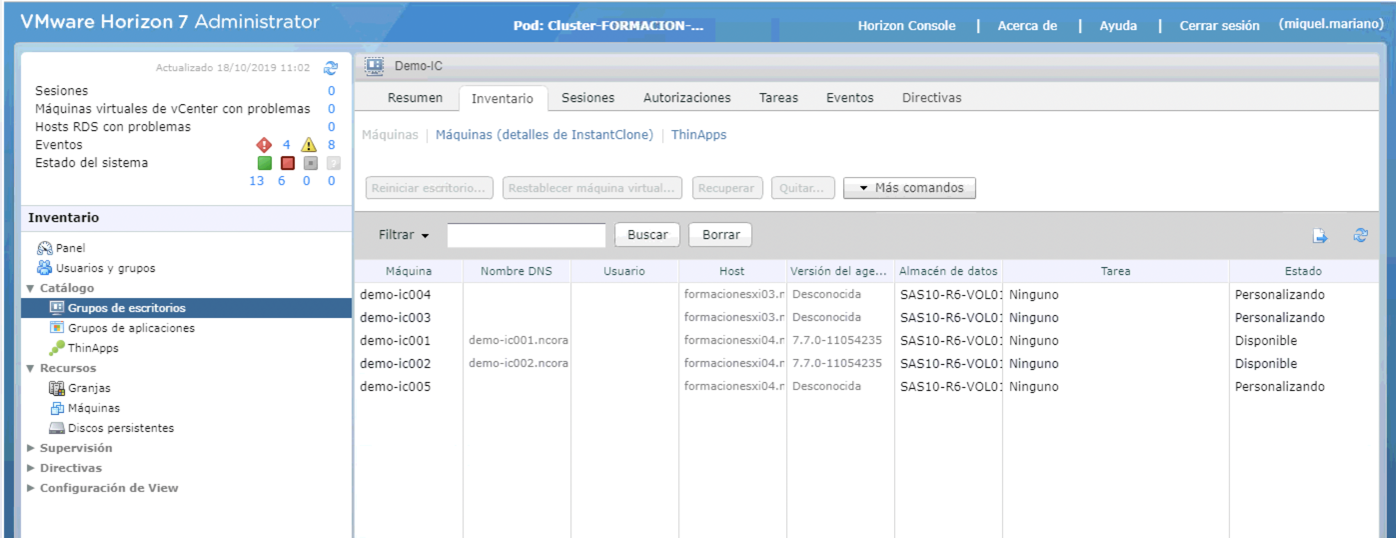 VMware Horizon 7 Administrator
Pod: Cluster-FORMACION-...
Horizon Console | Acerca de | Ayuda | Cerrar sesión (miquel.mariano)
Actualizado 18/10/2019 11:02
Sesiones 0
Máquinas virtuales de vCenter con problemas 0
Hosts RDS con problemas 0
Eventos 4 8
Estado del sistema
13 6 0 0
Inventario
Panel
Usuarios y grupos
Catálogo
Grupos de escritorios
Grupos de aplicaciones
ThinApps
Recursos
Granjas
Máquinas
Discos persistentes
Supervisión
Directivas
Configuración de View
Demo-IC
Resumen Inventario Sesiones Autorizaciones Tareas Eventos Directivas
Máquinas | Máquinas (detalles de InstantClone) | ThinApps
Reiniciar escritorio... Restablecer máquina virtual... Recuperar Quitar... Más comandos
Filtrar Buscar Borrar
Máquina Nombre DNS Usuario Host Versión del age... Almacén de datos Tarea Estado
demo-ic004 formacionesxi03.r Desconocida SAS10-R6-VOL01 Ninguno Personalizando
demo-ic003 formacionesxi03.r Desconocida SAS10-R6-VOL01 Ninguno Personalizando
demo-ic001 demo-ic001.ncora formacionesxi04.r 7.7.0-11054235 SAS10-R6-VOL01 Ninguno Disponible
demo-ic002 demo-ic002.ncora formacionesxi04.r 7.7.0-11054235 SAS10-R6-VOL01 Ninguno Disponible
demo-ic005 formacionesxi04.r Desconocida SAS10-R6-VOL01 Ninguno Personalizando